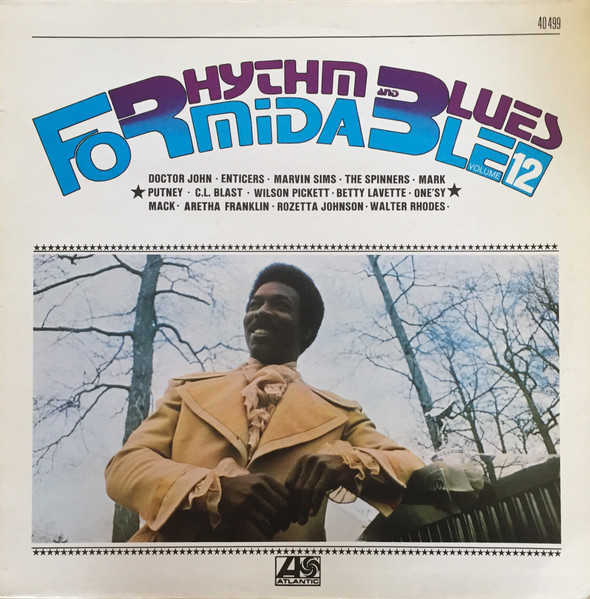 40 499
RHYTHM AND BLUES
FORMIDABLE
VOLUME 12
DOCTOR JOHN · ENTICERS · MARVIN SIMS · THE SPINNERS · MARK
★ PUTNEY · C.L. BLAST · WILSON PICKETT · BETTY LAVETTE · ONE'SY ★
MACK · ARETHA FRANKLIN · ROZETTA JOHNSON · WALTER RHODES ·
ATLANTIC